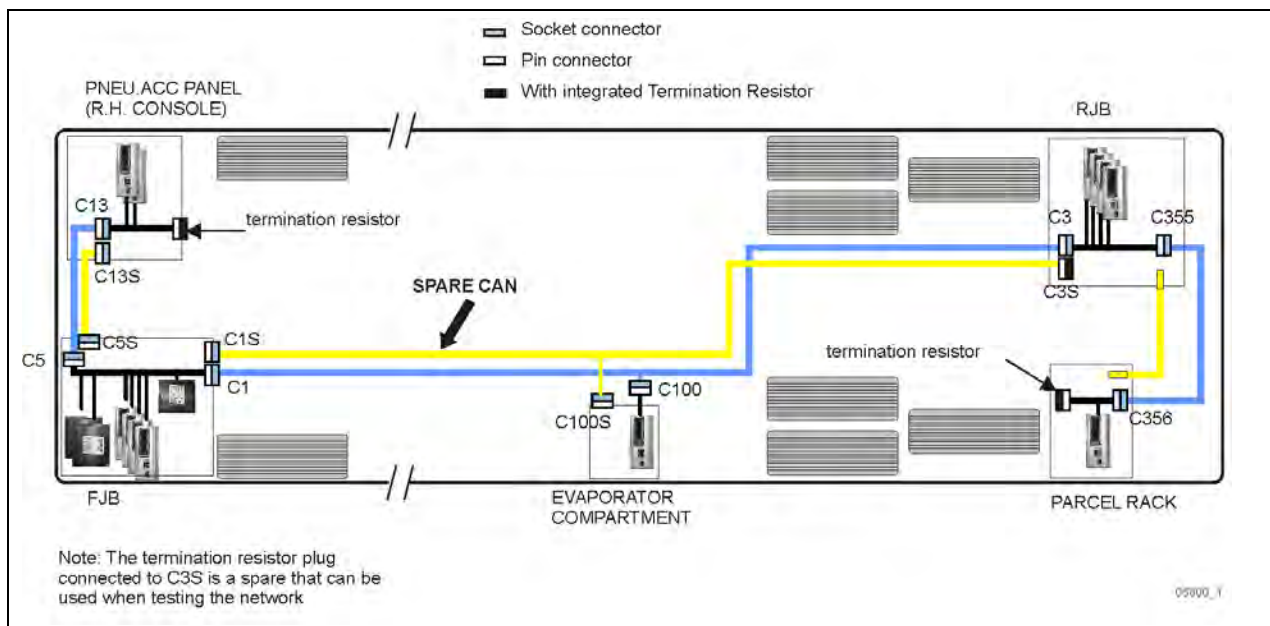 Socket connector
Pin connector
With integrated Termination Resistor
PNEU.ACC PANEL
(R.H. CONSOLE)
RJB
C13
termination resistor
C3
C355
C13S
C3S
SPARE CAN
C5S
C1S
C5
termination resistor
C1
C100
C100S
C356
FJB
EVAPORATOR
COMPARTMENT
PARCEL RACK
Note: The termination resistor plug
connected to C3S is a spare that can be
used when testing the network